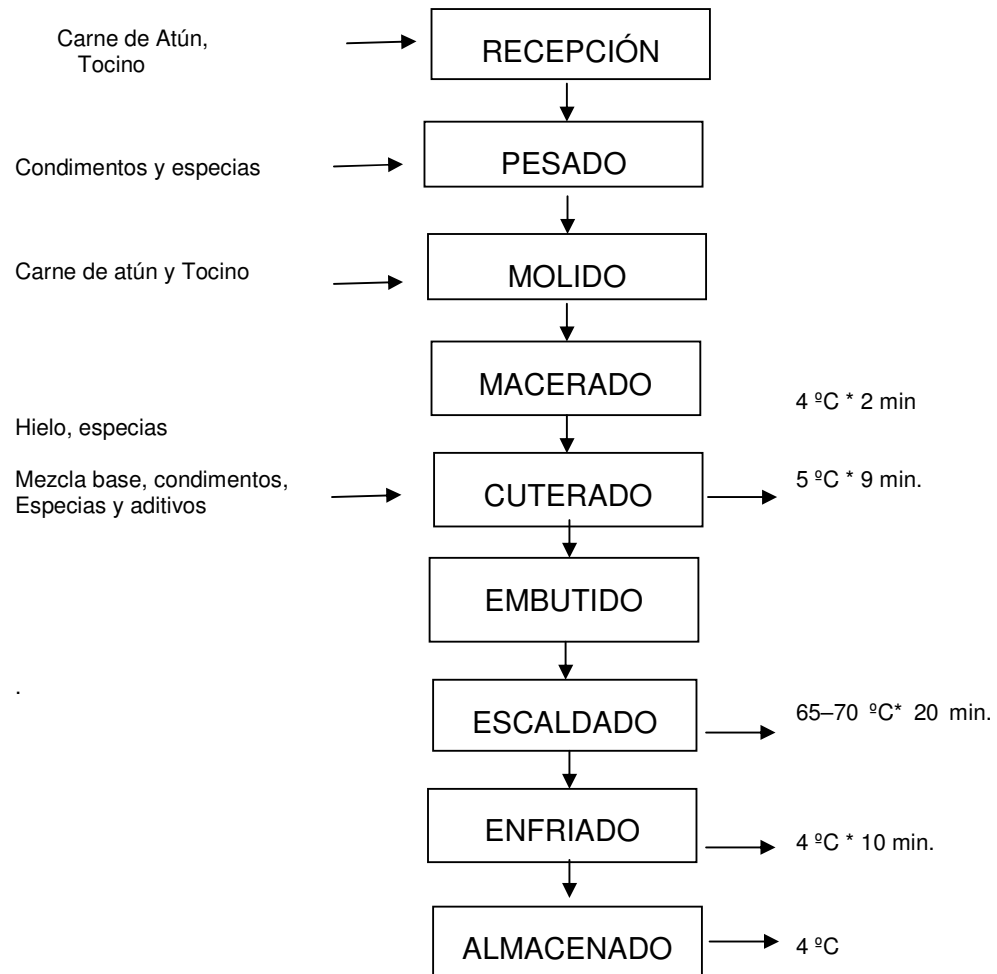 Carne de Atún,
Tocino
RECEPCIÓN
Condimentos y especias
PESADO
Carne de atún y Tocino
MOLIDO
MACERADO
4 ºC * 2 min
Hielo, especias
Mezcla base, condimentos,
Especias y aditivos
CUTERADO
5 ºC * 9 min.
EMBUTIDO
.
ESCALDADO
65–70 ºC* 20 min.
ENFRIADO
4 ºC * 10 min.
ALMACENADO
4 ºC